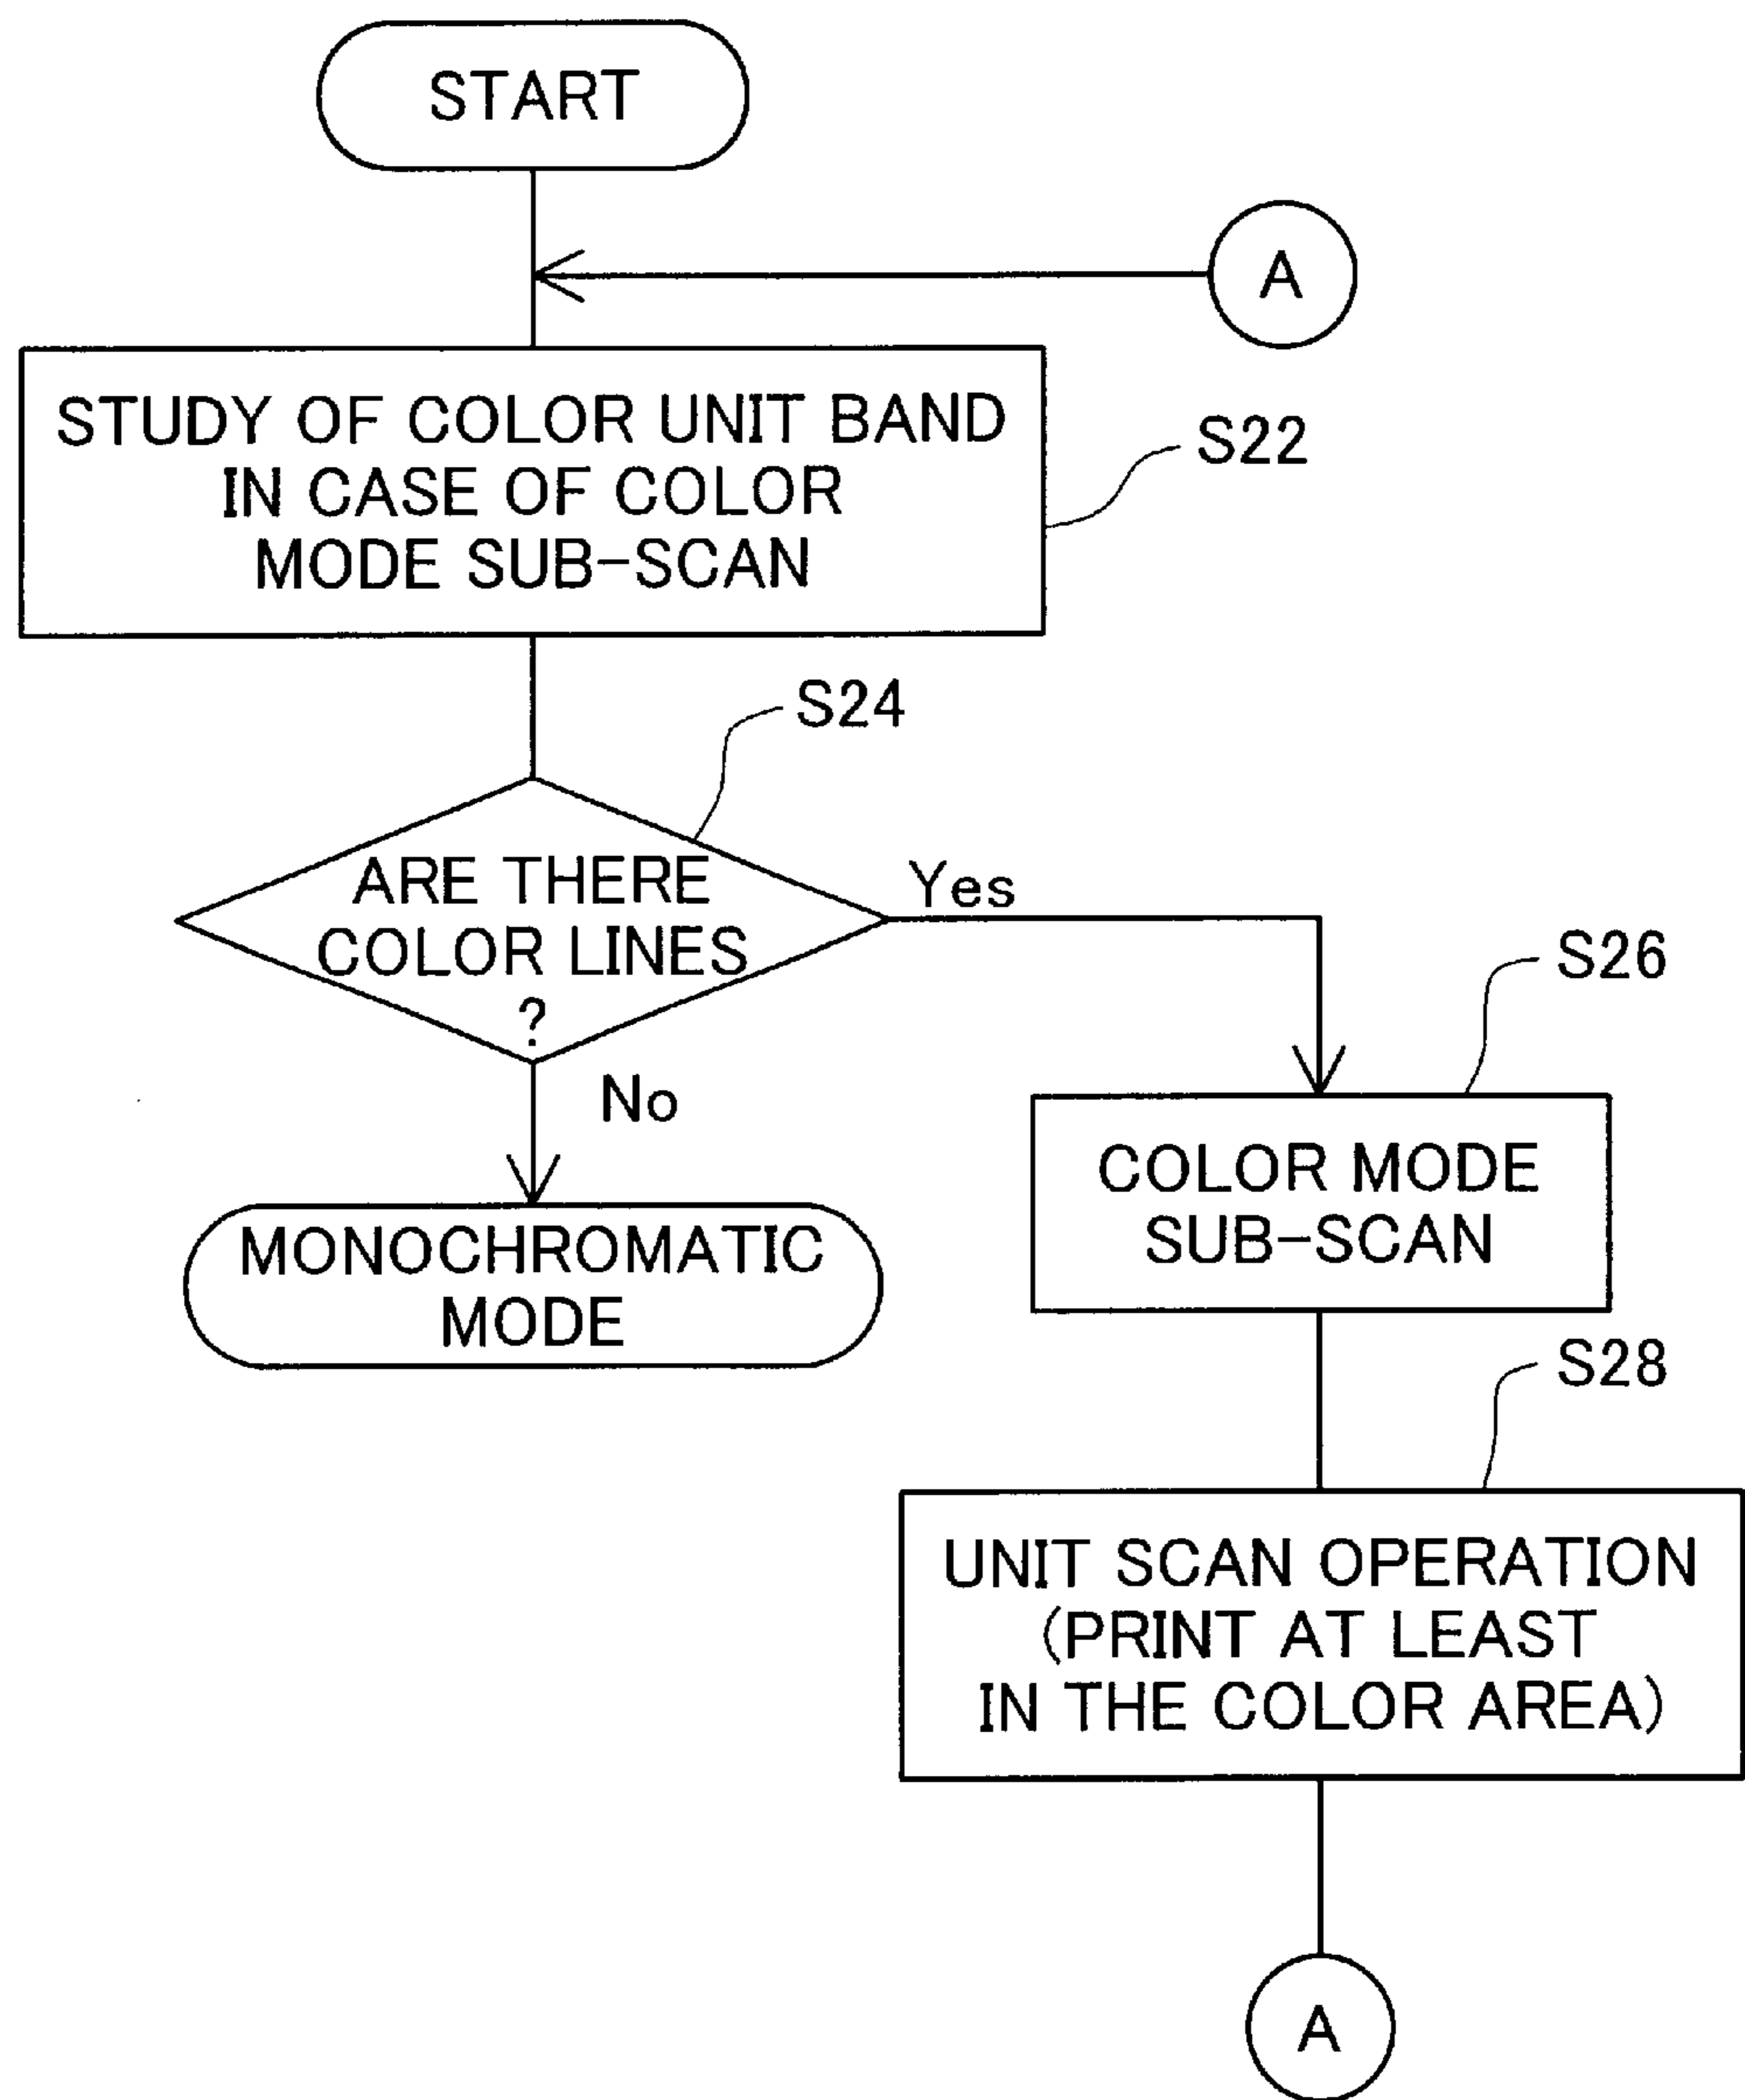 START
A
STUDY OF COLOR UNIT BAND
IN CASE OF COLOR
MODE SUB-SCAN
S22
S24
ARE THERE
COLOR LINES
?
Yes
No
S26
COLOR MODE
SUB-SCAN
MONOCHROMATIC
MODE
S28
UNIT SCAN OPERATION
(PRINT AT LEAST
IN THE COLOR AREA)
A